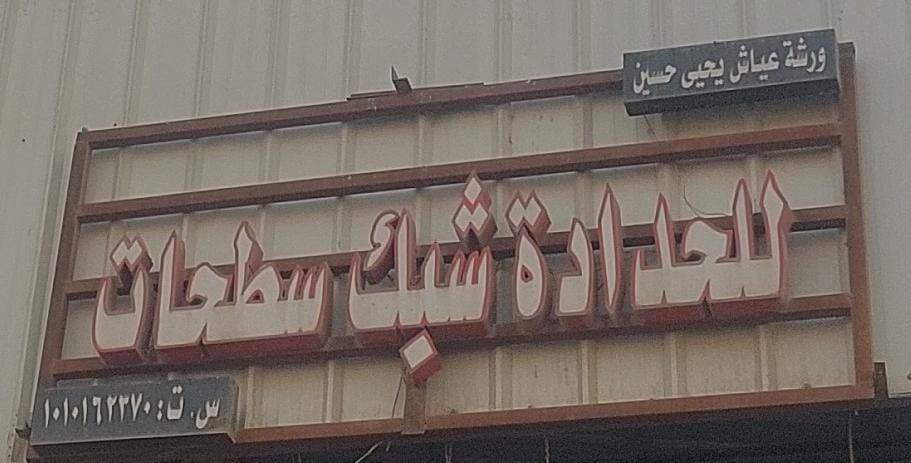 ورشة عياش يحيى حسين
للحدادة شبك سطحات
س. ت: ١٠١٠١٦٢٣٧٠